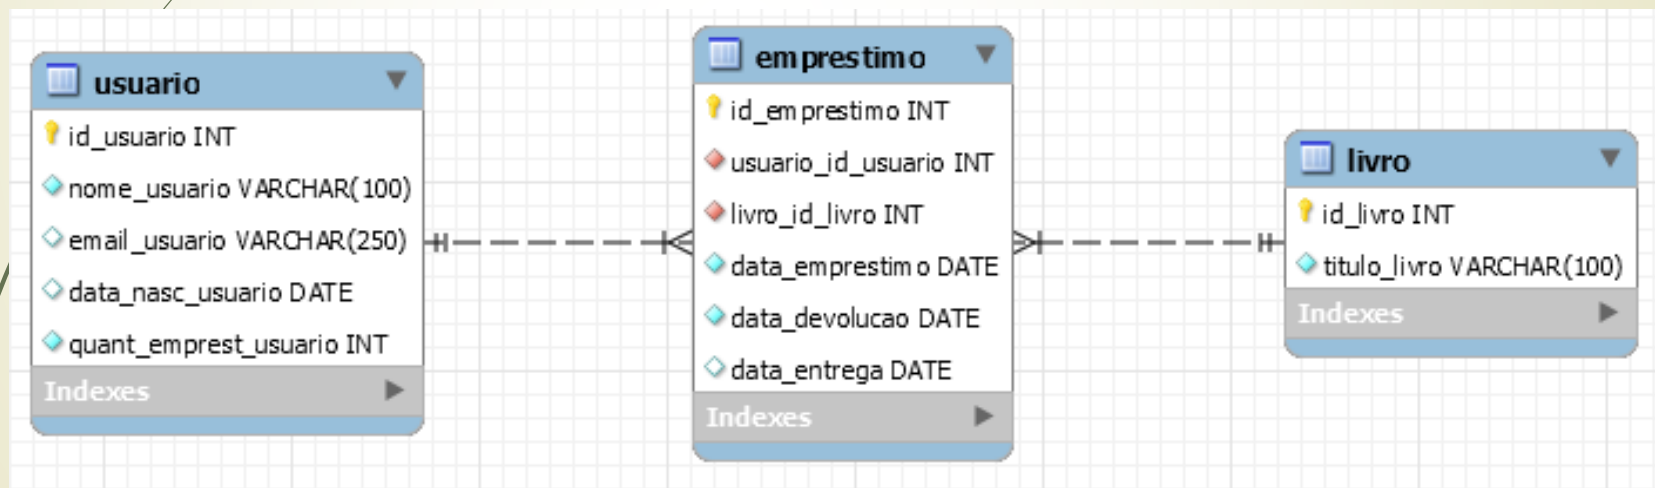 usuario
id_usuario INT
nome_usuario VARCHAR(100)
email_usuario VARCHAR(250)
data_nasc_usuario DATE
quant_emprest_usuario INT
Indexes
emprestimo
id_emprestimo INT
usuario_id_usuario INT
livro_id_livro INT
data_emprestimo DATE
data_devolucao DATE
data_entrega DATE
Indexes
livro
id_livro INT
titulo_livro VARCHAR(100)
Indexes